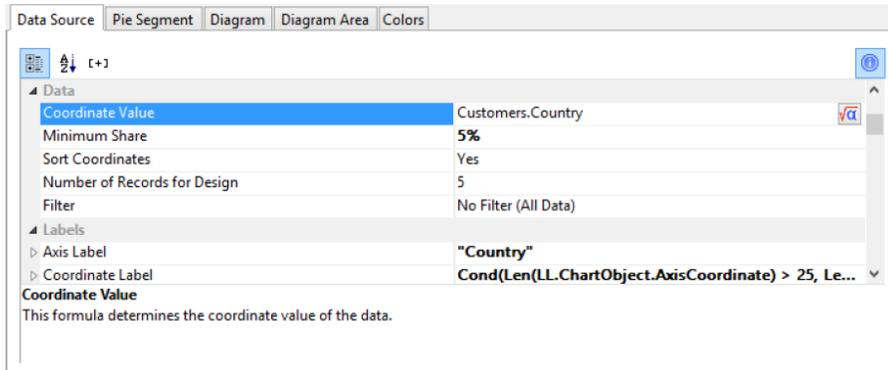 Data Source Pie Segment Diagram Diagram Area Colors
A Z [+]
Data
Coordinate Value Customers.Country √α
Minimum Share 5%
Sort Coordinates Yes
Number of Records for Design 5
Filter No Filter (All Data)
Labels
Axis Label "Country"
Coordinate Label Cond(Len(LL.ChartObject.AxisCoordinate) > 25, Le...
Coordinate Value
This formula determines the coordinate value of the data.